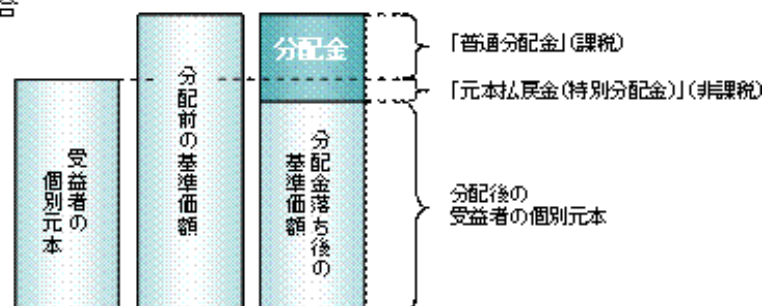 合
受益者の
個別元本
分配前の基準価額
分配金
分配金落ち後の
基準価額
「普通分配金」(課税)
「元本払戻金(特別分配金)」(非課税)
分配後の
受益者の個別元本